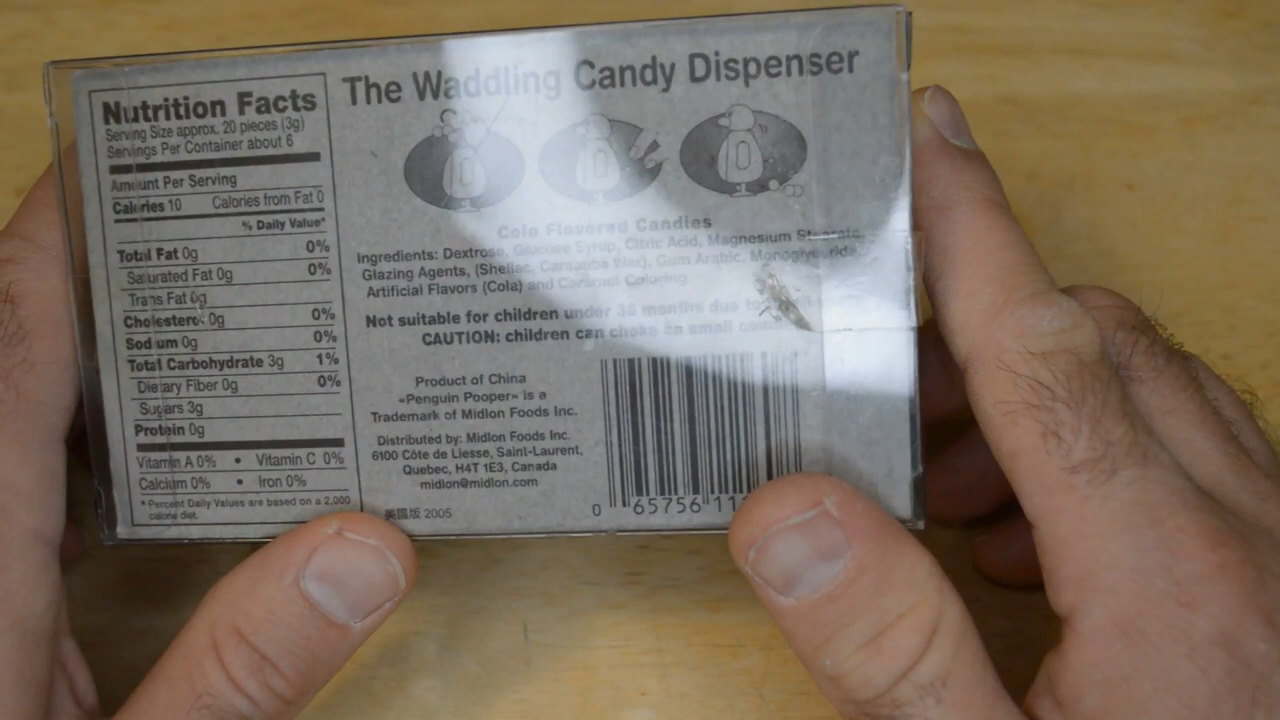 The Waddling Candy Dispenser
Nutrition Facts
Serving Size approx. 20 pieces (3g)
Servings Per Container about 6
Amount Per Serving
Calories 10 Calories from Fat 0
% Daily Value*
Total Fat 0g 0%
Saturated Fat 0g 0%
Trans Fat 0g
Cholesterol 0g 0%
Sodium 0g 0%
Total Carbohydrate 3g 1%
Dietary Fiber 0g 0%
Sugars 3g
Protein 0g
Vitamin A 0% • Vitamin C 0%
Calcium 0% • Iron 0%
* Percent Daily Values are based on a 2,000
calorie diet.
Cola Flavored Candies
Ingredients: Dextrose, Glucose Syrup, Citric Acid, Magnesium Stearate,
Glazing Agents, (Shellac, Carnauba Wax), Gum Arabic, Monoglyceride,
Artificial Flavors (Cola) and Caramel Coloring.
Not suitable for children under 36 months due to
CAUTION: children can choke on small
Product of China
«Penguin Pooper» is a
Trademark of Midlon Foods Inc.
Distributed by: Midlon Foods Inc.
6100 Côte de Liesse, Saint-Laurent,
Quebec, H4T 1E3, Canada
midlon@midlon.com
美國版 2005
0 65756 11